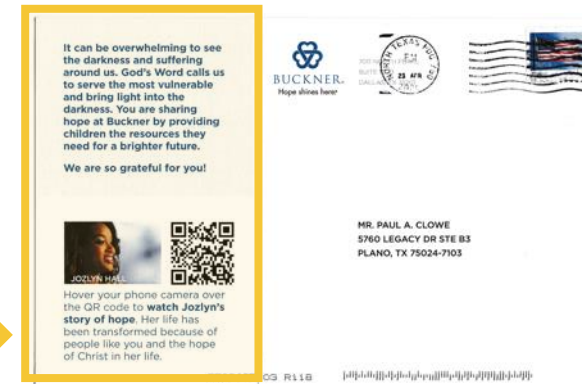 It can be overwhelming to see
the darkness and suffering
around us. God's Word calls us
to serve the most vulnerable
and bring light into the
darkness. You are sharing
hope at Buckner by providing
children the resources they
need for a brighter future.
We are so grateful for you!
JOZLYN HALL
Hover your phone camera over
the QR code to watch Jozlyn's
story of hope. Her life has
been transformed because of
people like you and the hope
of Christ in her life.
BUCKNER.
Hope shines here
NORTH TEXAS
23 APR
MR. PAUL A. CLOWE
5760 LEGACY DR STE B3
PLANO, TX 75024-7103
R118